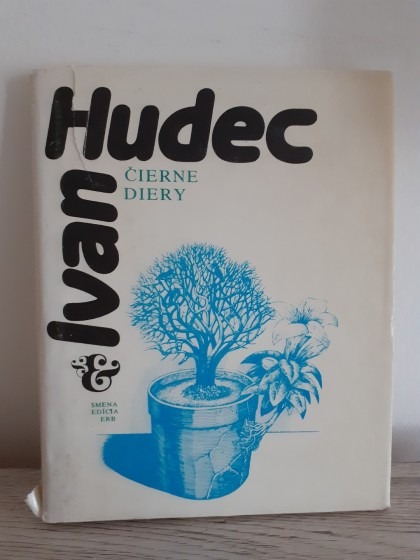 Ivan
Hudec
ČIERNE
DIERY
&
SMENA
EDÍCIA
ERB